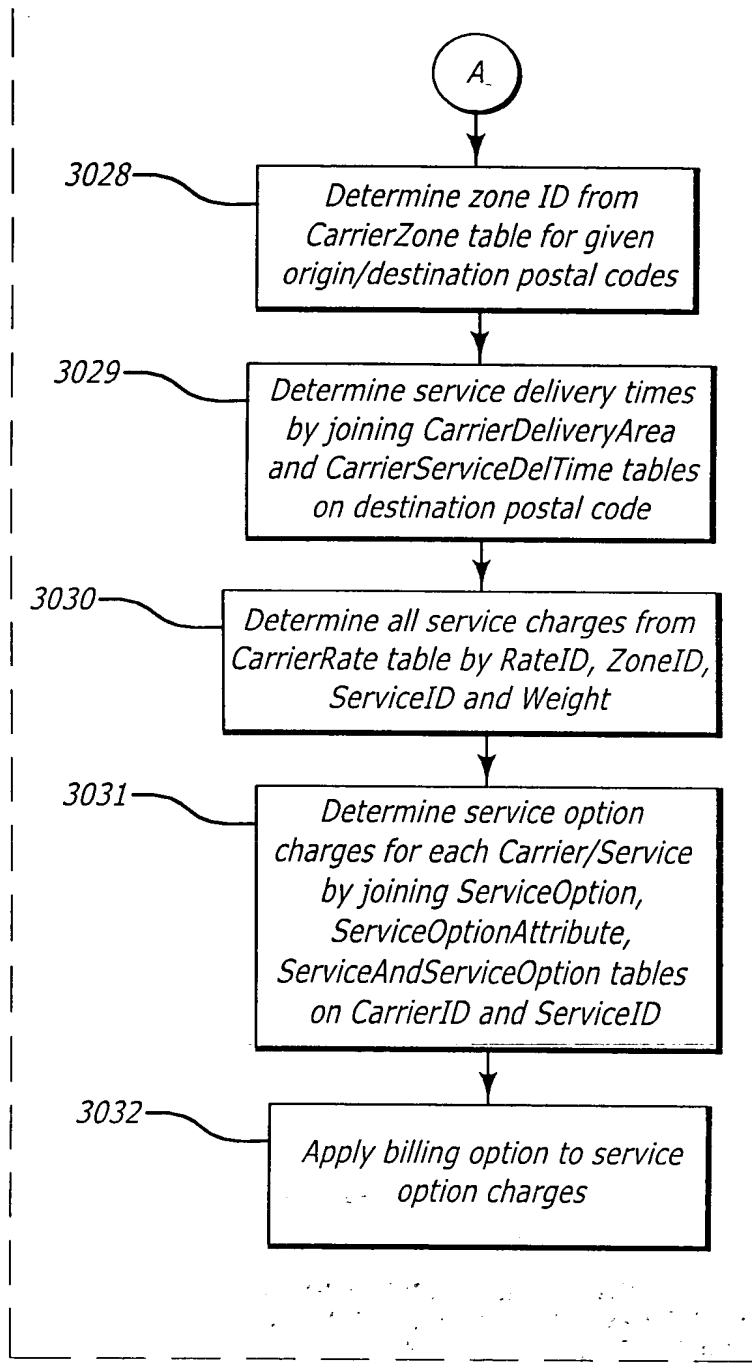 A
3028
Determine zone ID from
CarrierZone table for given
origin/destination postal codes
3029
Determine service delivery times
by joining CarrierDeliveryArea
and CarrierServiceDelTime tables
on destination postal code
3030
Determine all service charges from
CarrierRate table by RateID, ZoneID,
ServiceID and Weight
3031
Determine service option
charges for each Carrier/Service
by joining ServiceOption,
ServiceOptionAttribute,
ServiceAndServiceOption tables
on CarrierID and ServiceID
3032
Apply billing option to service
option charges